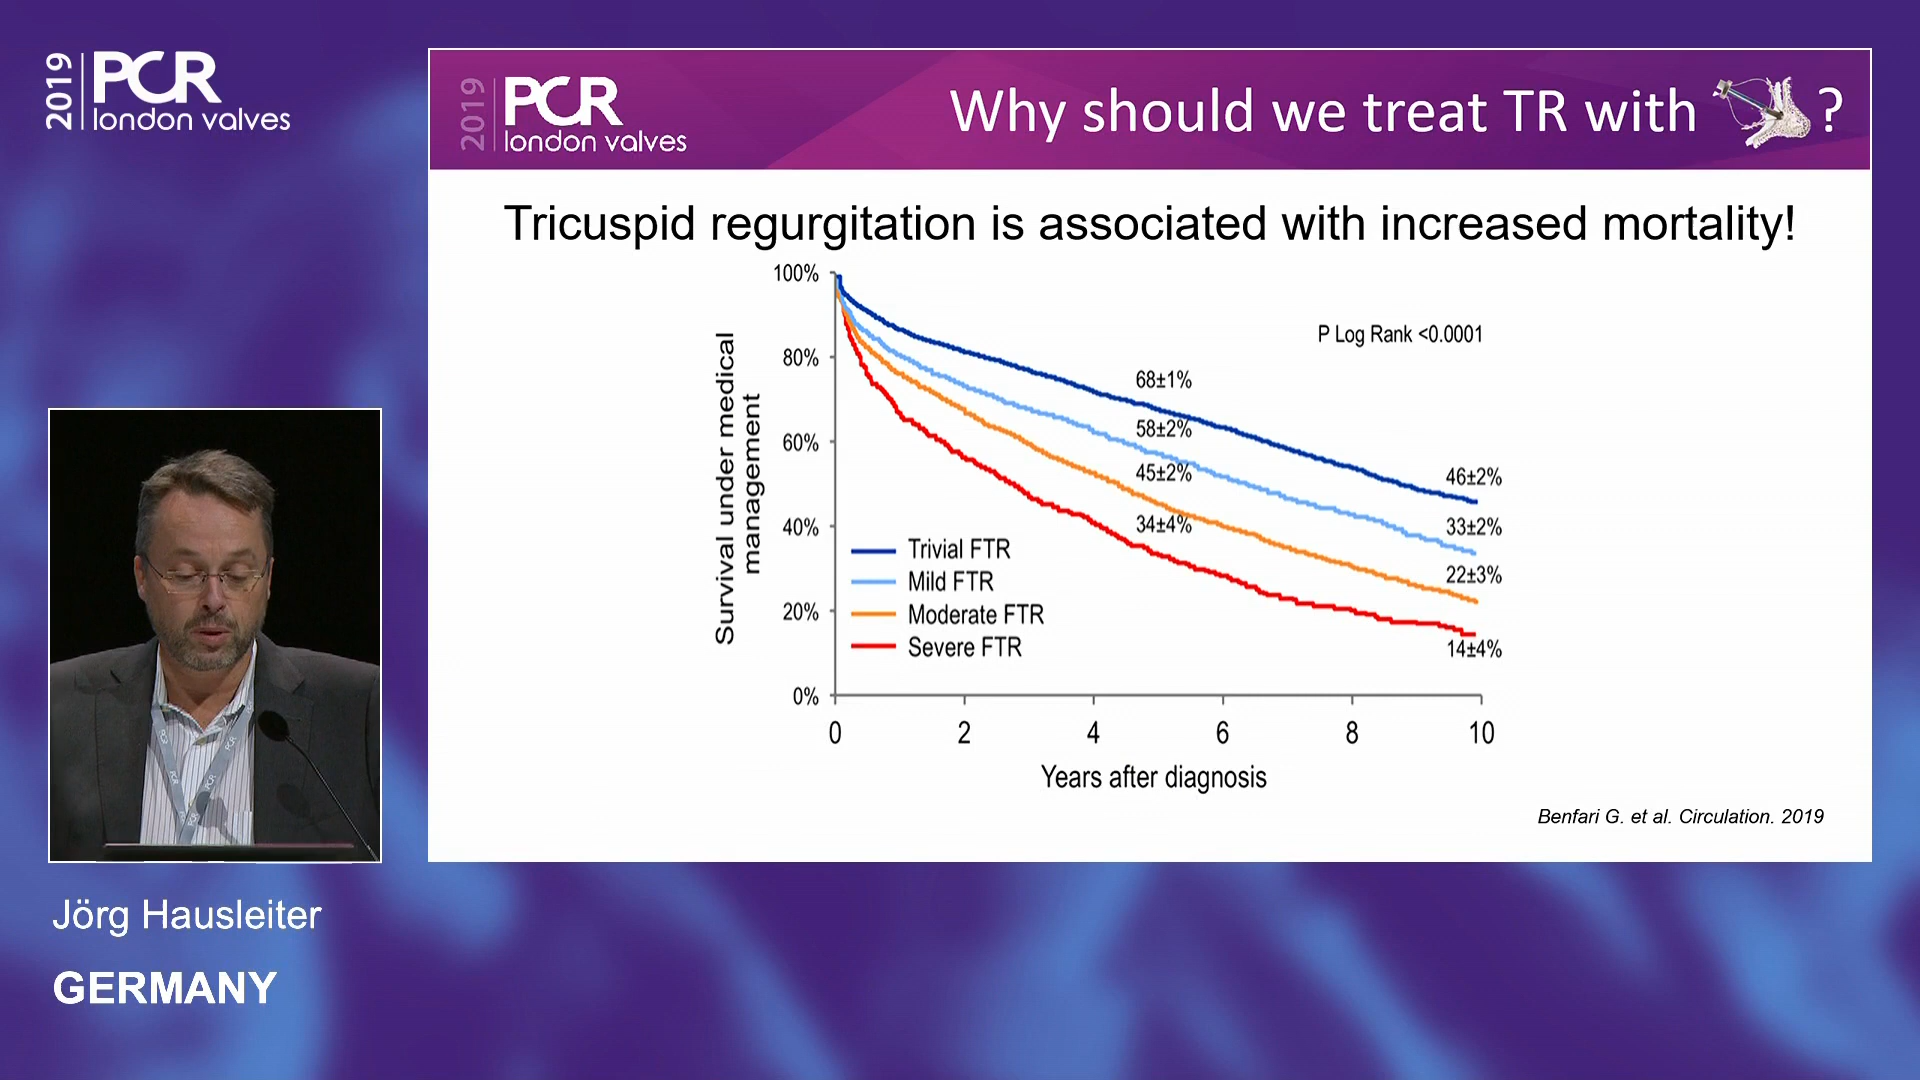 2019
PCR
london valves
2019
PCR
london valves
Why should we treat TR with ?
Tricuspid regurgitation is associated with increased mortality!
Survival under medical
management
100%
80%
60%
40%
20%
0%
P Log Rank <0.0001
68±1%
58±2%
45±2%
34±4%
46±2%
33±2%
22±3%
14±4%
Trivial FTR
Mild FTR
Moderate FTR
Severe FTR
0 2 4 6 8 10
Years after diagnosis
Benfari G. et al. Circulation. 2019
PCR
PCR
PCR
PCR
Jörg Hausleiter
GERMANY